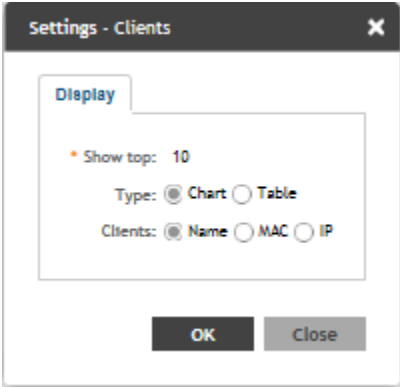 Settings - Clients
Display
* Show top: 10
Type: Chart Table
Clients: Name MAC IP
OK Close